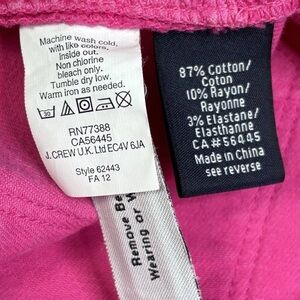 Machine wash cold,
with like colors,
inside out.
Non chlorine
bleach only.
Tumble dry low.
Warm iron as needed.
30
RN77388
CA56445
J.CREW U.K. Ltd EC4V 6JA
Style 62443
FA 12
87% Cotton/
Coton
10% Rayon/
Rayonne
3% Elastane/
Élasthanne
CA#56445
Made in China
see reverse
Remove Be
Wearing or